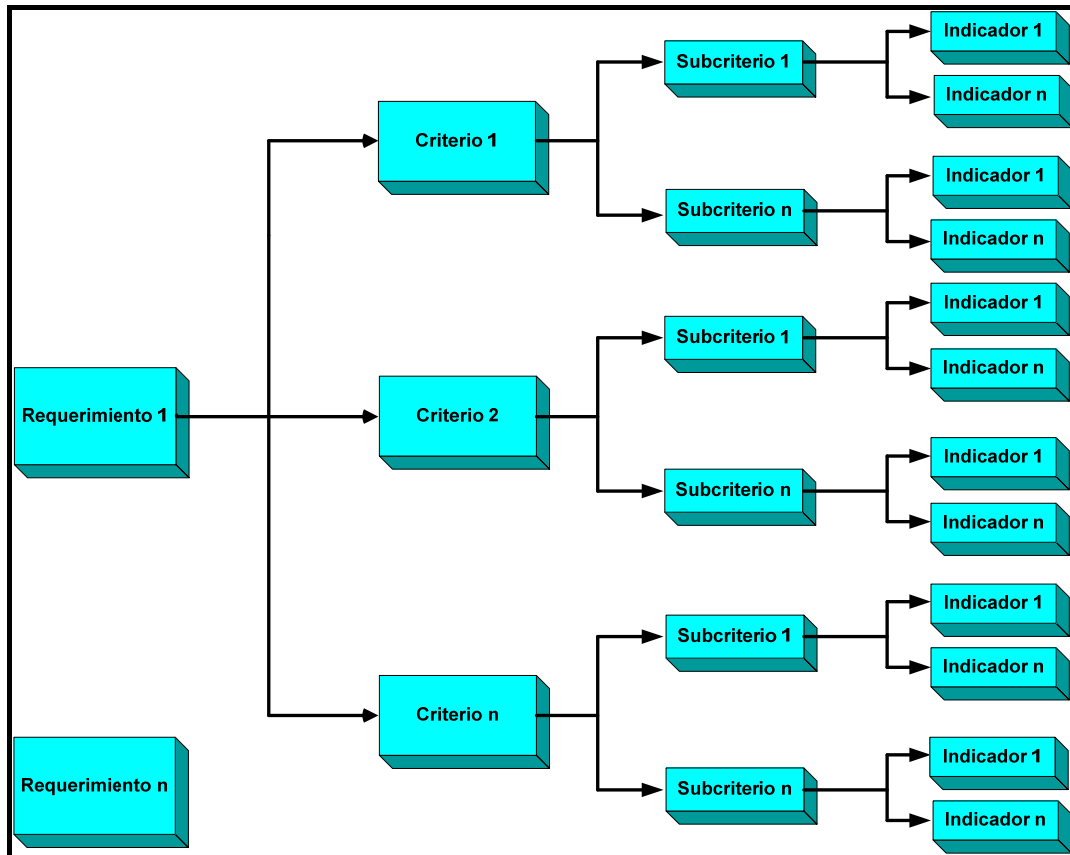 Requerimiento 1
Criterio 1
Subcriterio 1
Indicador 1
Indicador n
Subcriterio n
Indicador 1
Indicador n
Criterio 2
Subcriterio 1
Indicador 1
Indicador n
Subcriterio n
Indicador 1
Indicador n
Criterio n
Subcriterio 1
Indicador 1
Indicador n
Subcriterio n
Indicador 1
Indicador n
Requerimiento n